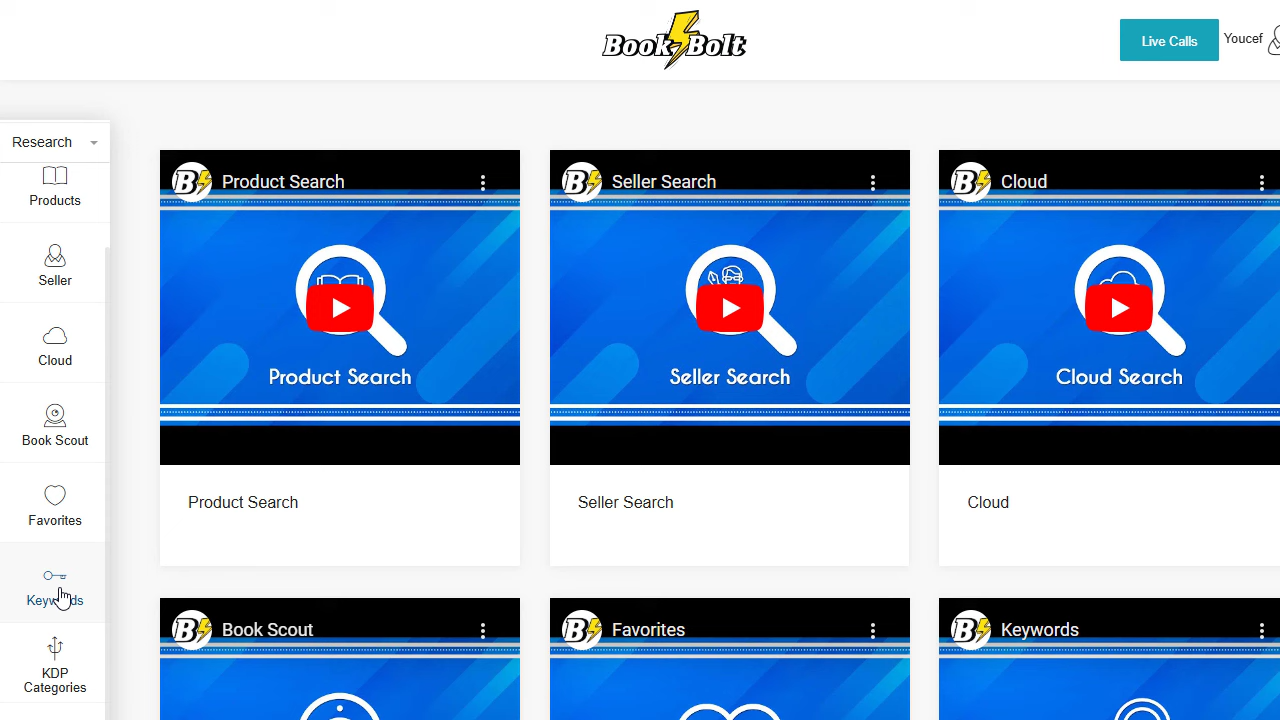 Book Bolt
Live Calls
Youcef
Research
Products
Seller
Cloud
Book Scout
Favorites
Keywords
KDP
Categories
B Product Search
Product Search
Product Search
B Seller Search
Seller Search
Seller Search
B Cloud
Cloud Search
Cloud
B Book Scout
B Favorites
B Keywords